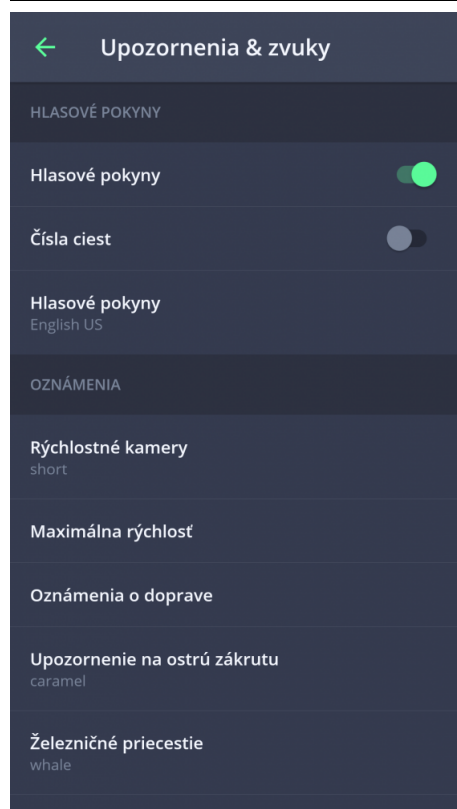 Upozornenia & zvuky
HLASOVÉ POKYNY
Hlasové pokyny
Čísla ciest
Hlasové pokyny
English US
OZNÁMENIA
Rýchlostné kamery
short
Maximálna rýchlosť
Oznámenia o doprave
Upozornenie na ostrú zákrutu
caramel
Železničné priecestie
whale